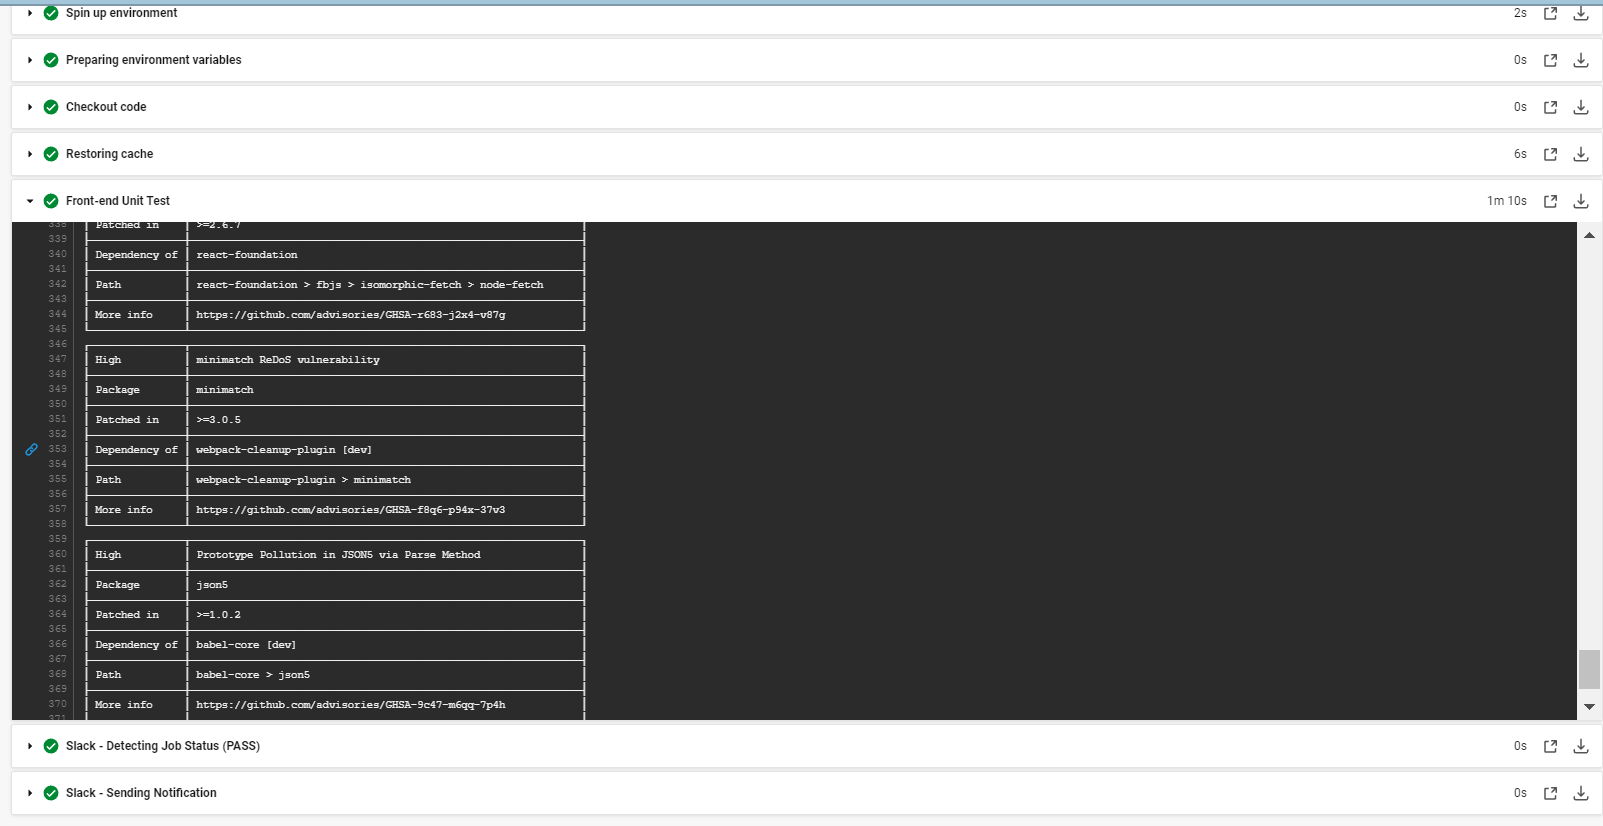 Spin up environment 2s
Preparing environment variables 0s
Checkout code 0s
Restoring cache 6s
Front-end Unit Test 1m 10s
338 Patched in >=2.6.7
339
340 Dependency of react-foundation
341
342 Path react-foundation > fbjs > isomorphic-fetch > node-fetch
343
344 More info https://github.com/advisories/GHSA-r683-j2x4-v87g
345
346
347 High minimatch ReDoS vulnerability
348
349 Package minimatch
350
351 Patched in >=3.0.5
352
353 Dependency of webpack-cleanup-plugin [dev]
354
355 Path webpack-cleanup-plugin > minimatch
356
357 More info https://github.com/advisories/GHSA-f8q6-p94x-37v3
358
359
360 High Prototype Pollution in JSON5 via Parse Method
361
362 Package json5
363
364 Patched in >=1.0.2
365
366 Dependency of babel-core [dev]
367
368 Path babel-core > json5
369
370 More info https://github.com/advisories/GHSA-9c47-m6qq-7p4h
371
Slack - Detecting Job Status (PASS) 0s
Slack - Sending Notification 0s